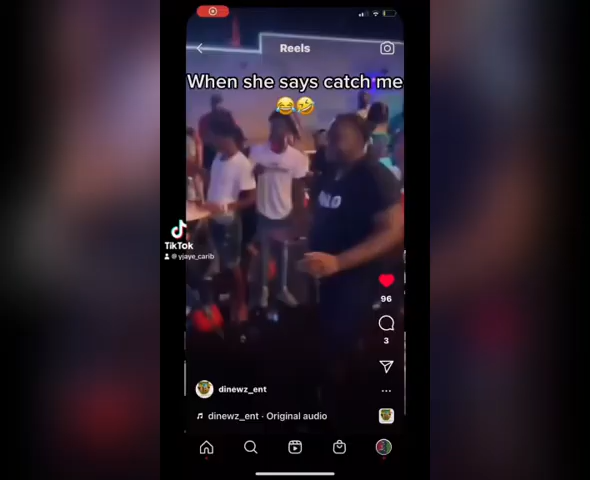 Reels
When she says catch me
😂🤣
TikTok
@yjaye_carib
96
3
dinewz_ent
dinewz_ent · Original audio